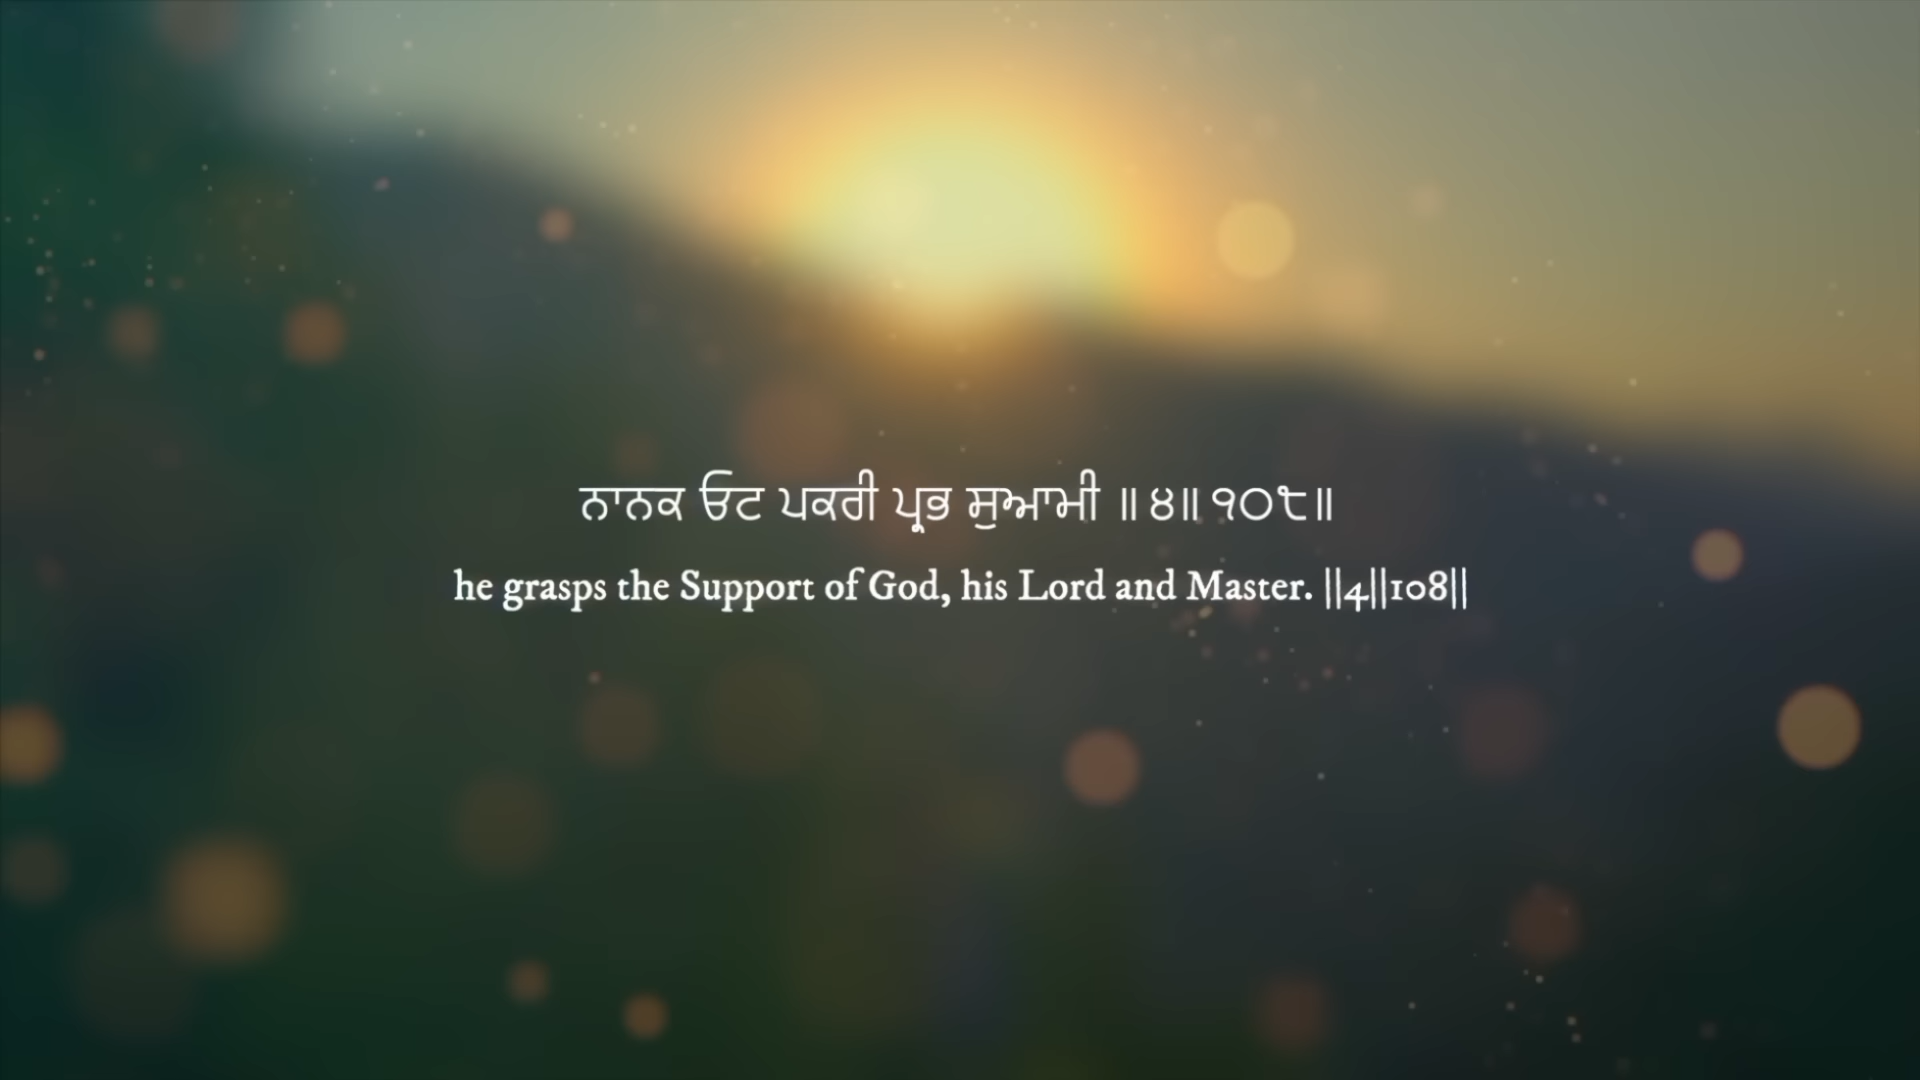 ਨਾਨਕ ਓਟ ਪਕਰੀ ਪ੍ਰਭ ਸੁਆਮੀ ॥੪॥੧੦੮॥
he grasps the Support of God, his Lord and Master. ||4||108||